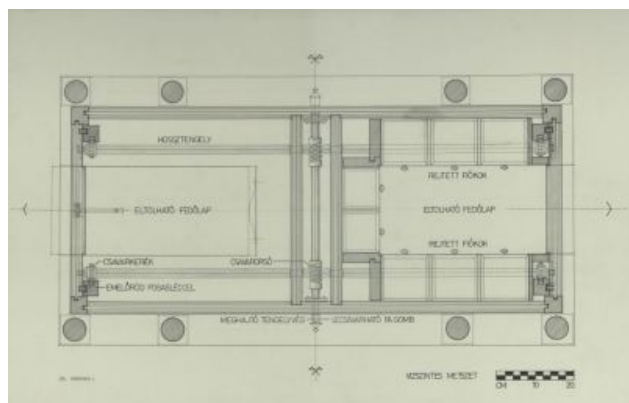 HOSSZTENGELY
REJTETT FIÓKOK
ELTOLHATÓ FEDŐLAP
ELTOLHATÓ FEDŐLAP
REJTETT FIÓKOK
CSAVARKERÉK
CSAVARORSÓ
EMELŐRÚD FOGASLÉCCEL
MEGHAJTÓ TENGELYVÉG
LECSAVARHATÓ FAGOMB
VÍZSZINTES METSZET
CM 10 20